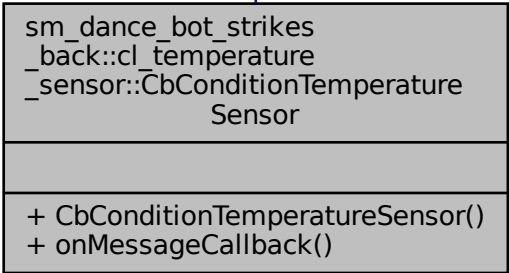 sm_dance_bot_strikes
_back::cl_temperature
_sensor::CbConditionTemperature
Sensor
+ CbConditionTemperatureSensor()
+ onMessageCallback()